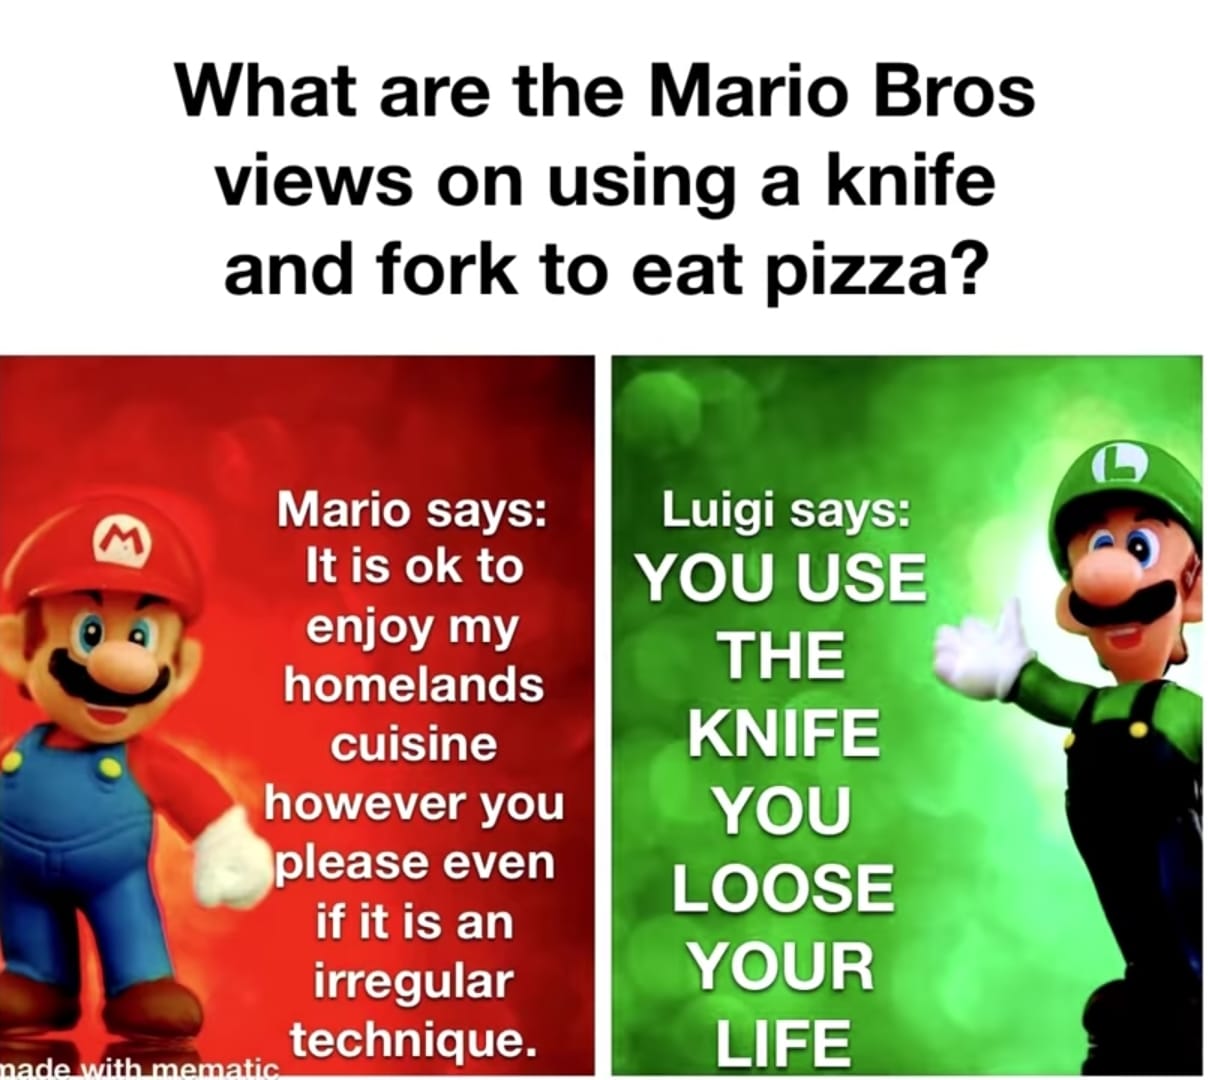 What are the Mario Bros
views on using a knife
and fork to eat pizza?
M
Mario says:
It is ok to
enjoy my
homelands
cuisine
however you
please even
if it is an
irregular
technique.
made with mematic
L
Luigi says:
YOU USE
THE
KNIFE
YOU
LOOSE
YOUR
LIFE